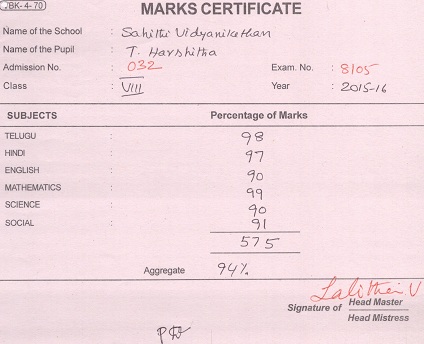 JBK-4-70
MARKS CERTIFICATE
Name of the School : Sahithi Vidyanikethan
Name of the Pupil : T. Harshitha
Admission No. : 032 Exam. No. : 8105
Class : VIII Year : 2015-16
SUBJECTS Percentage of Marks
TELUGU : 98
HINDI : 97
ENGLISH : 90
MATHEMATICS : 99
SCIENCE : 90
SOCIAL : 91
575
Aggregate 94%
Lalitha V
Signature of Head Master
Head Mistress